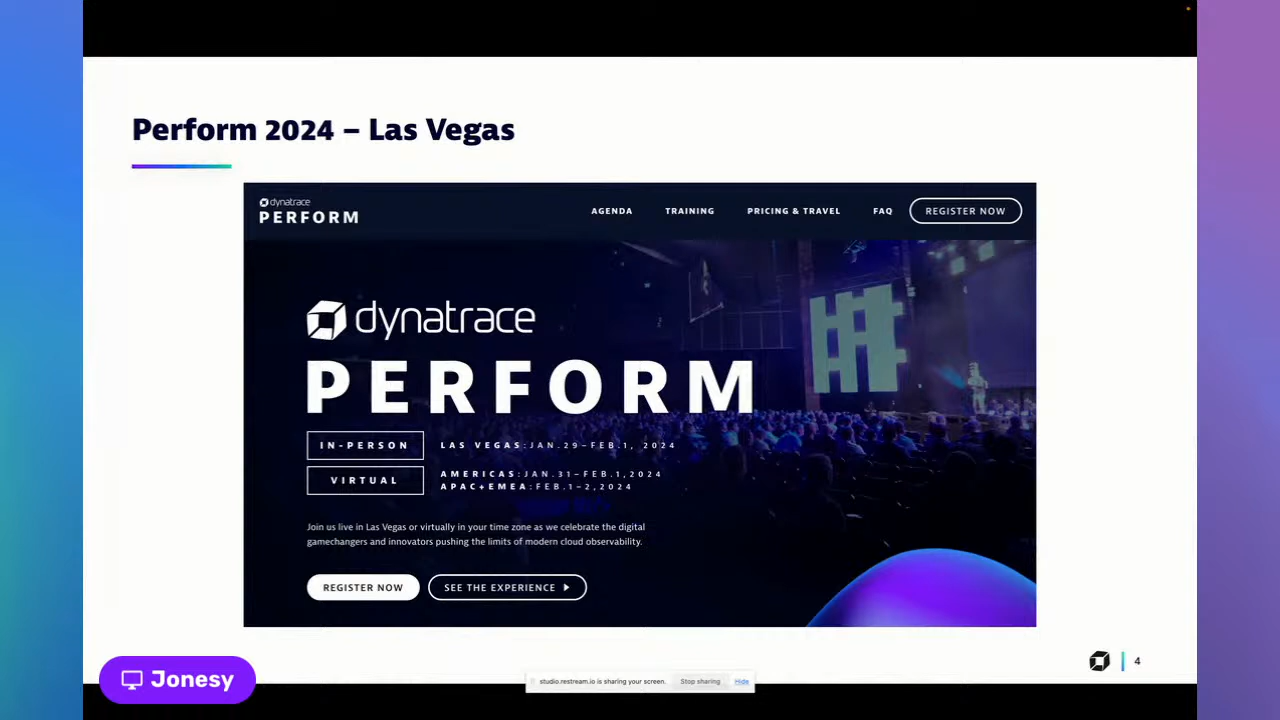 Perform 2024 – Las Vegas
dynatrace
PERFORM
AGENDA
TRAINING
PRICING & TRAVEL
FAQ
REGISTER NOW
dynatrace
PERFORM
IN-PERSON
LAS VEGAS:JAN.29–FEB.1, 2024
VIRTUAL
AMERICAS:JAN.31–FEB.1,2024
APAC+EMEA:FEB.1–2,2024
Join us live in Las Vegas or virtually in your time zone as we celebrate the digital
gamechangers and innovators pushing the limits of modern cloud observability.
REGISTER NOW
SEE THE EXPERIENCE
4
Jonesy
studio.restream.io is sharing your screen.
Stop sharing
Hide